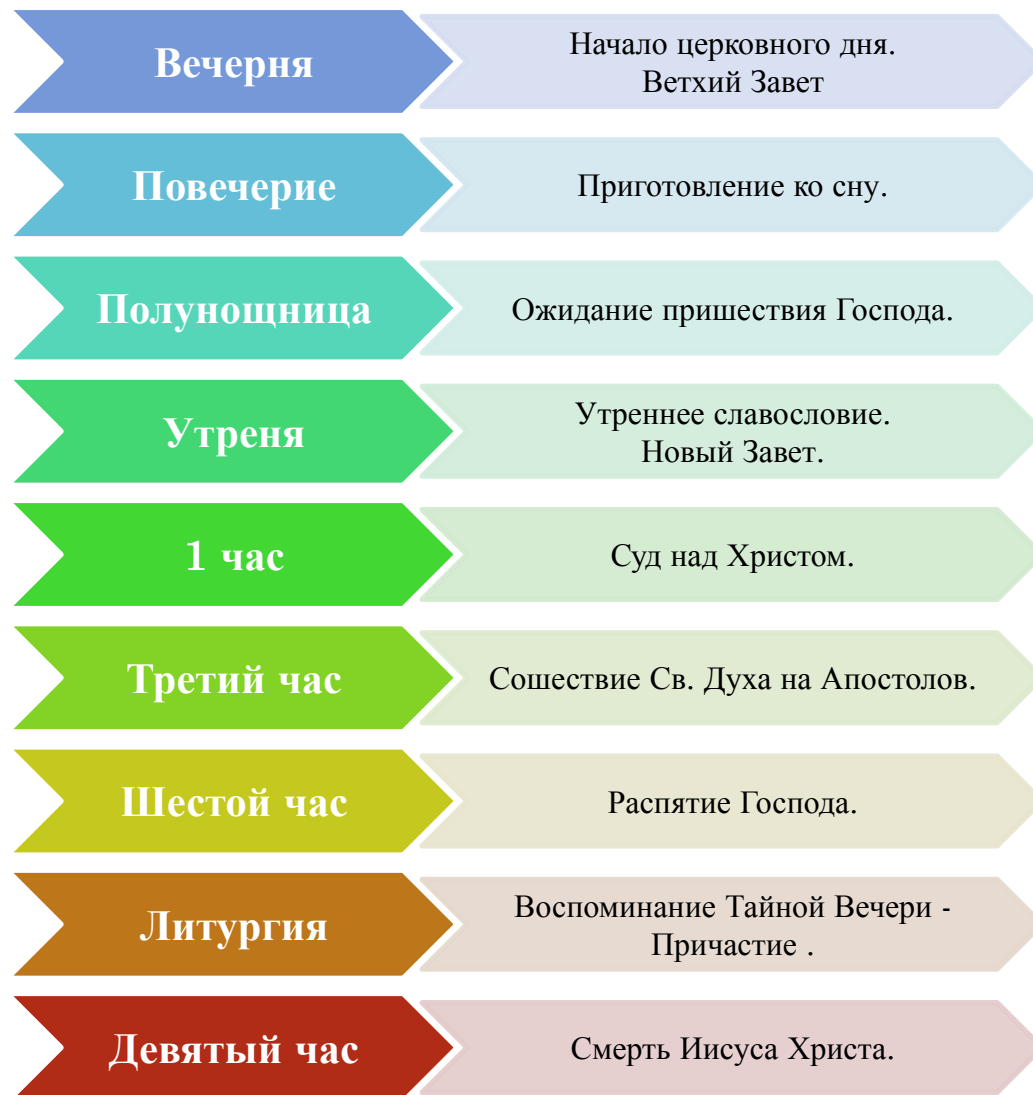 Вечерня
Начало церковного дня.
Ветхий Завет
Повечерие
Приготовление ко сну.
Полунощница
Ожидание пришествия Господа.
Утреня
Утреннее славословие.
Новый Завет.
1 час
Суд над Христом.
Третий час
Сошествие Св. Духа на Апостолов.
Шестой час
Распятие Господа.
Литургия
Воспоминание Тайной Вечери -
Причастие .
Девятый час
Смерть Иисуса Христа.